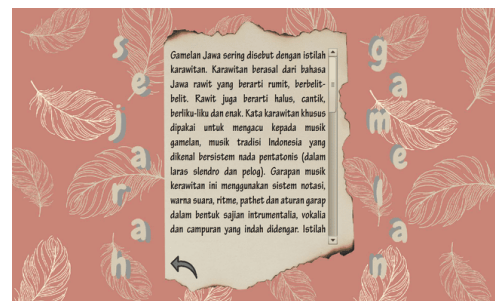 sejarah
Gamelan Jawa sering disebut dengan istilah
karawitan. Karawitan berasal dari bahasa
Jawa rawit yang berarti rumit, berbelit-
belit. Rawit juga berarti halus, cantik,
berliku-liku dan enak. Kata karawitan khusus
dipakai untuk mengacu kepada musik
gamelan, musik tradisi Indonesia yang
dikenal bersistem nada pentatonis (dalam
laras slendro dan pelog). Garapan musik
kerawitan ini menggunakan sistem notasi,
warna suara, ritme, pathet dan aturan garap
dalam bentuk sajian intrumentalia, vokalia
dan campuran yang indah didengar. Istilah
gamelan